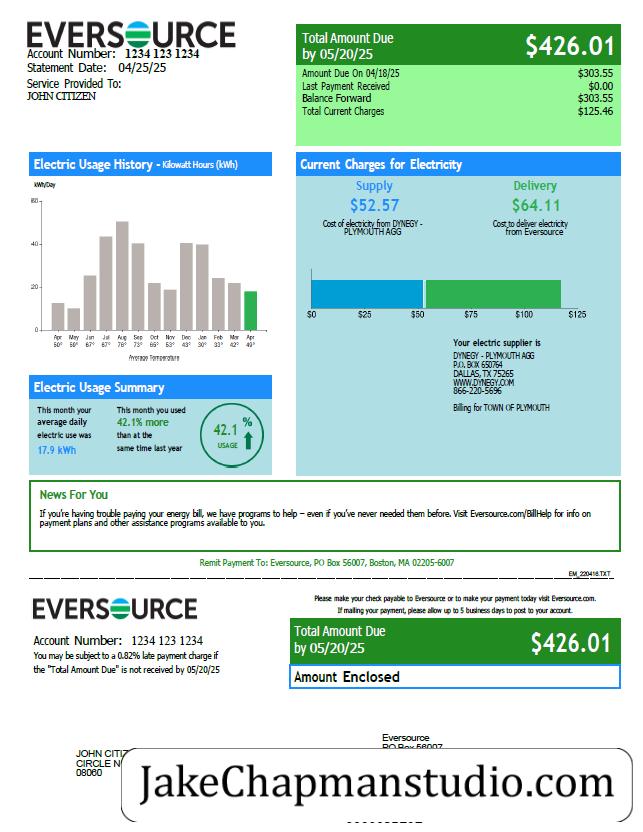 EVERSOURCE
Account Number: 1234 123 1234
Statement Date: 04/25/25
Service Provided To:
JOHN CITIZEN
Total Amount Due
by 05/20/25
$426.01
Amount Due On 04/18/25 $303.55
Last Payment Received $0.00
Balance Forward $303.55
Total Current Charges $125.46
Electric Usage History - Kilowatt Hours (kWh)
kWh/Day
60
40
20
0
Apr May Jun Jul Aug Sep Oct Nov Dec Jan Feb Mar Apr
50° 59° 67° 67° 76° 73° 65° 53° 43° 30° 33° 42° 49°
Average Temperature
Current Charges for Electricity
Supply
$52.57
Cost of electricity from DYNEGY -
PLYMOUTH AGG
Delivery
$64.11
Cost to deliver electricity
from Eversource
$0 $25 $50 $75 $100 $125
Your electric supplier is
DYNEGY - PLYMOUTH AGG
P.O. BOX 650764
DALLAS, TX 75265
WWW.DYNEGY.COM
866-220-5696
Billing for TOWN OF PLYMOUTH
Electric Usage Summary
This month your
average daily
electric use was
17.9 kWh
This month you used
42.1% more
than at the
same time last year
42.1 %
USAGE
News For You
If you're having trouble paying your energy bill, we have programs to help – even if you've never needed them before. Visit Eversource.com/BillHelp for info on
payment plans and other assistance programs available to you.
Remit Payment To: Eversource, PO Box 56007, Boston, MA 02205-6007
EM_220416.TXT
EVERSOURCE
Please make your check payable to Eversource or to make your payment today visit Eversource.com.
If mailing your payment, please allow up to 5 business days to post to your account.
Account Number: 1234 123 1234
You may be subject to a 0.82% late payment charge if
the "Total Amount Due" is not received by 05/20/25
Total Amount Due
by 05/20/25
$426.01
Amount Enclosed
Eversource
PO Box 56007
JOHN CITIZ
CIRCLE N
08060
JakeChapmanstudio.com